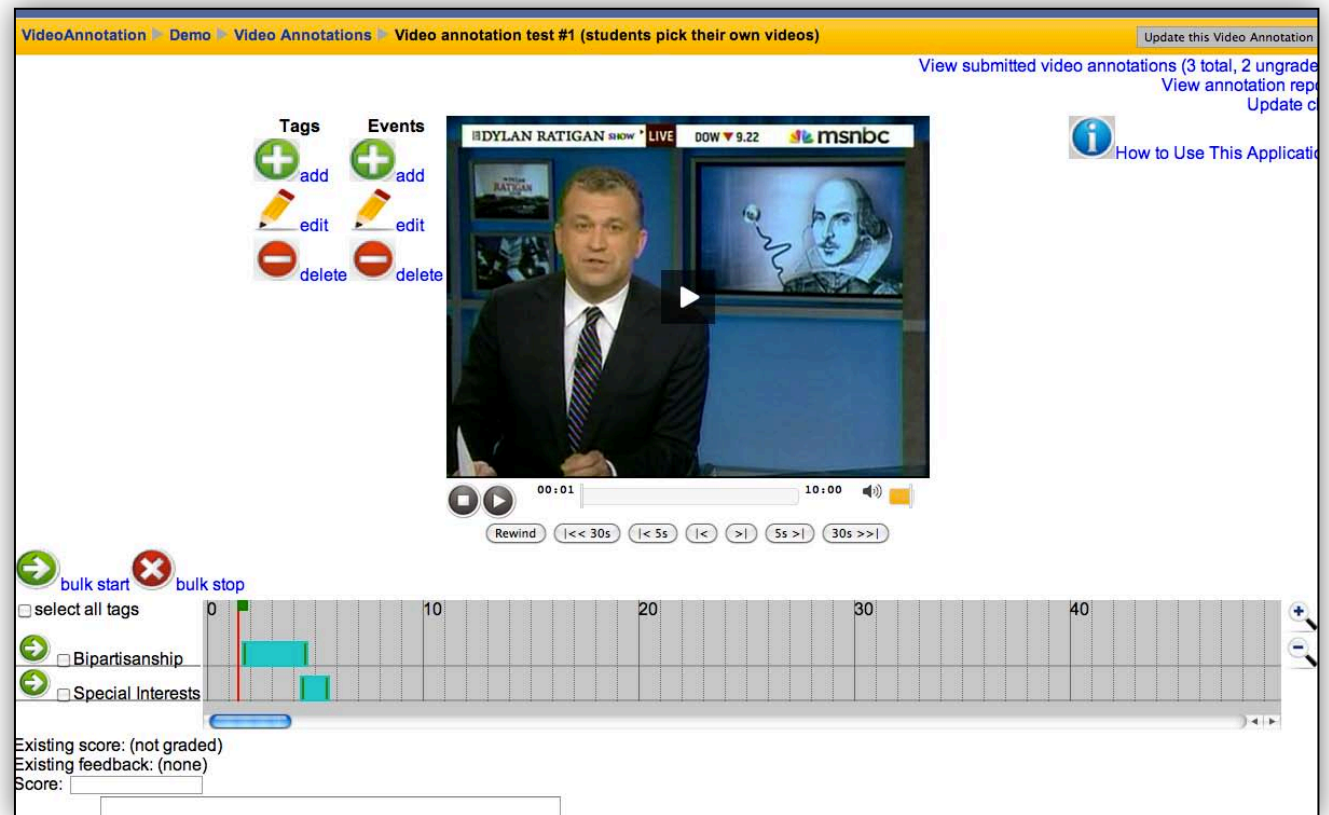 VideoAnnotation Demo Video Annotations Video annotation test #1 (students pick their own videos)
Update this Video Annotation
View submitted video annotations (3 total, 2 ungrade
View annotation repo
Update c
How to Use This Applicatio
Tags Events
add add
edit edit
delete delete
DYLAN RATIGAN SHOW LIVE DOW ▼ 9.22 msnbc
RATIGAN
00:01 10:00
Rewind |<< 30s |< 5s |< >| 5s >| 30s >>|
bulk start bulk stop
select all tags 0 10 20 30 40
Bipartisanship
Special Interests
Existing score: (not graded)
Existing feedback: (none)
Score: